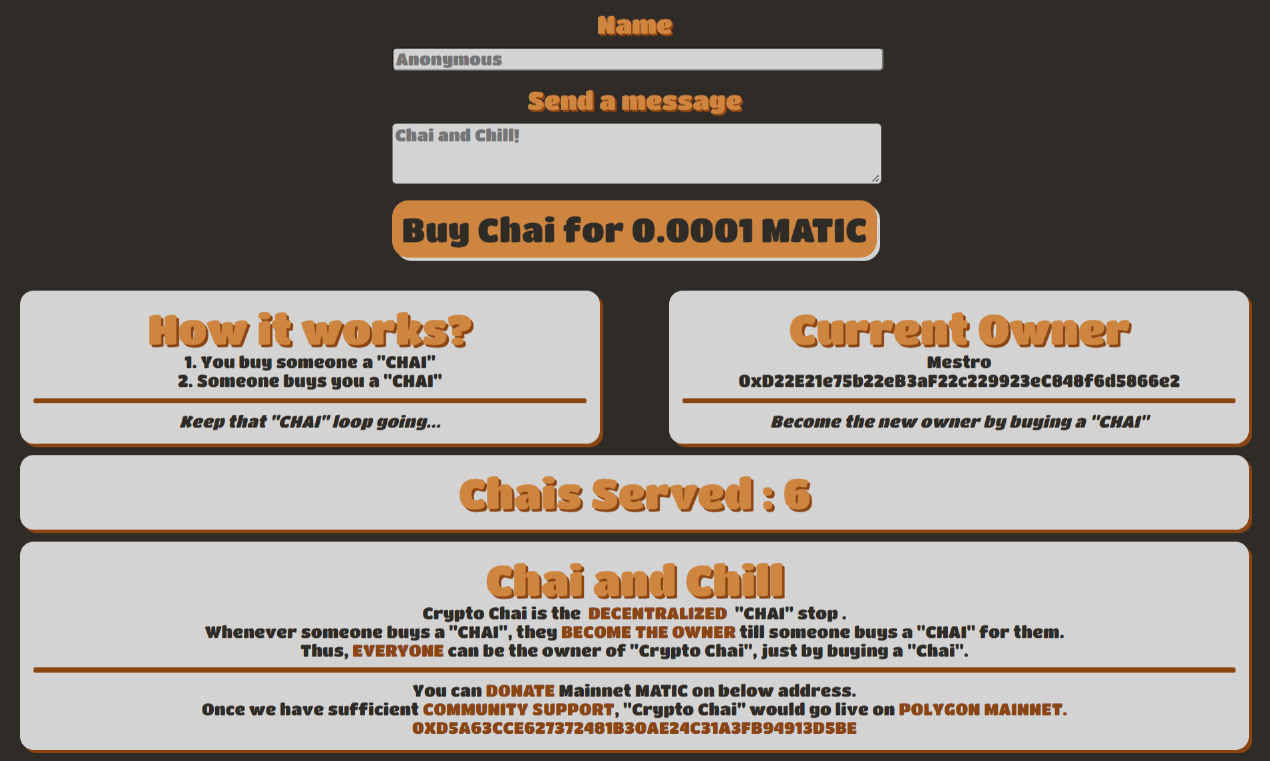 Name
Anonymous
Send a message
Chai and Chill!
Buy Chai for 0.0001 MATIC
How it works?
1. You buy someone a "CHAI"
2. Someone buys you a "CHAI"
Keep that "CHAI" loop going...
Current Owner
Mestro
0xD22E21e75b22eB3aF22c229923eC848f6d5866e2
Become the new owner by buying a "CHAI"
Chais Served : 6
Chai and Chill
Crypto Chai is the DECENTRALIZED "CHAI" stop .
Whenever someone buys a "CHAI", they BECOME THE OWNER till someone buys a "CHAI" for them.
Thus, EVERYONE can be the owner of "Crypto Chai", just by buying a "Chai".
You can DONATE Mainnet MATIC on below address.
Once we have sufficient COMMUNITY SUPPORT, "Crypto Chai" would go live on POLYGON MAINNET.
0XD5A63CCE627372481B30AE24C31A3FB94913D5BE